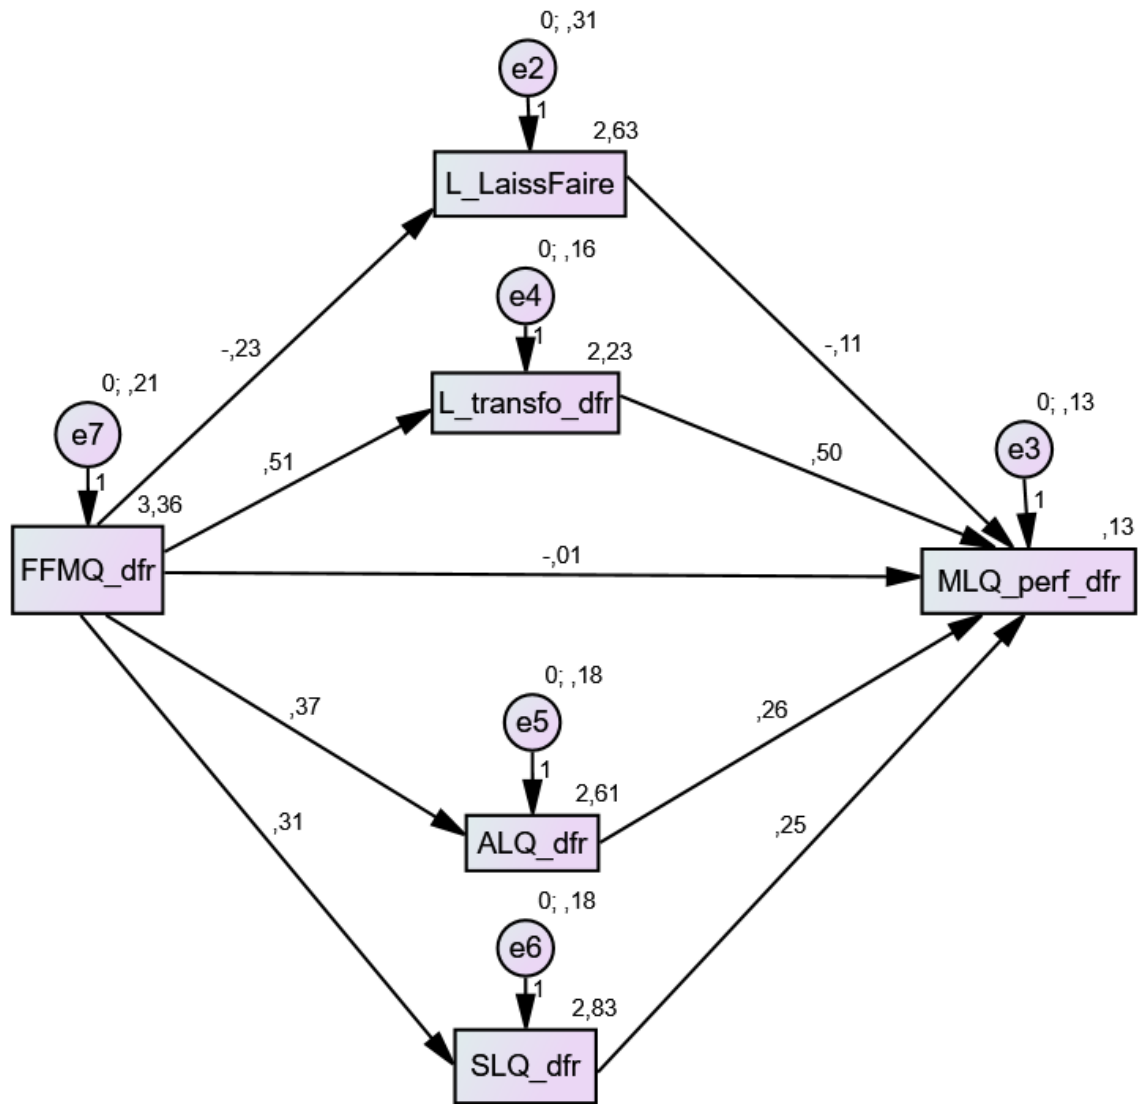 0; ,31
e2
1
2,63
L_LaissFaire
0; ,16
e4
1
2,23
L_transfo_dfr
-,23
-,11
0; ,21
e7
1
3,36
FFMQ_dfr
,51
,50
0; ,13
e3
1
,13
MLQ_perf_dfr
-,01
0; ,18
e5
1
2,61
ALQ_dfr
,37
,26
,31
,25
0; ,18
e6
1
2,83
SLQ_dfr